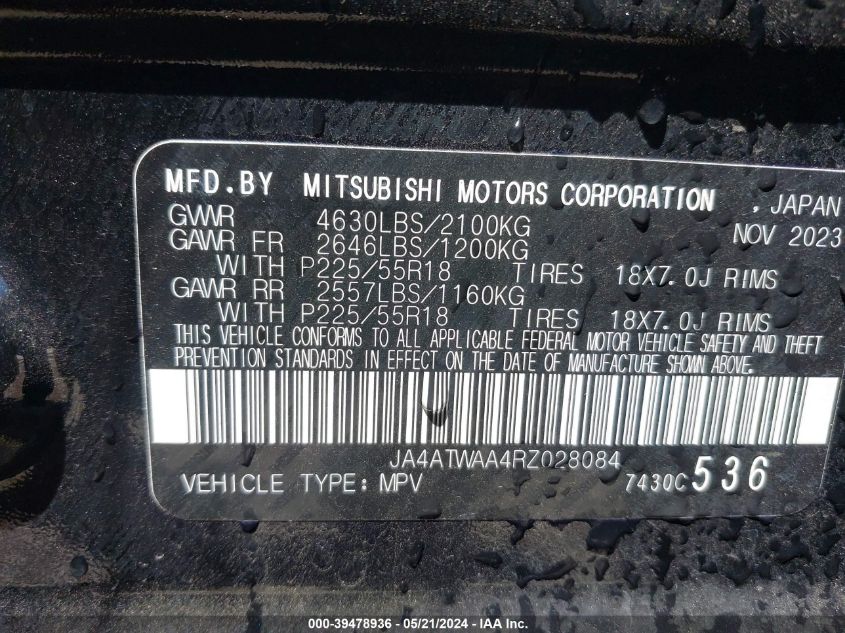 MFD.BY MITSUBISHI MOTORS CORPORATION , JAPAN
GVWR 4630LBS/2100KG NOV 2023
GAWR FR 2646LBS/1200KG
WITH P225/55R18 TIRES 18X7.0J RIMS
GAWR RR 2557LBS/1160KG
WITH P225/55R18 TIRES 18X7.0J RIMS
THIS VEHICLE CONFORMS TO ALL APPLICABLE FEDERAL MOTOR VEHICLE SAFETY AND THEFT
PREVENTION STANDARDS IN EFFECT ON THE DATE OF MANUFACTURE SHOWN ABOVE.
JA4ATWAA4RZ028084
VEHICLE TYPE: MPV 7430C 536
000-39478936 - 05/21/2024 - IAA Inc.